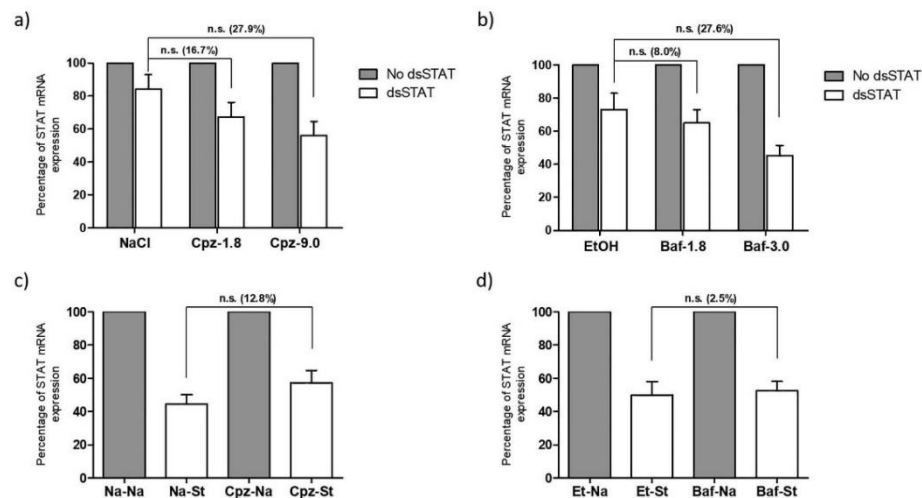 a)
n.s. (27.9%)
n.s. (16.7%)
100
80
60
40
20
0
Percentage of STAT mRNA
expression
NaCl
Cpz-1.8
Cpz-9.0
No dsSTAT
dsSTAT
b)
n.s. (27.6%)
n.s. (8.0%)
100
80
60
40
20
0
Percentage of STAT mRNA
expression
EtOH
Baf-1.8
Baf-3.0
No dsSTAT
dsSTAT
c)
n.s. (12.8%)
100
80
60
40
20
0
Percentage of STAT mRNA
expression
Na-Na
Na-St
Cpz-Na
Cpz-St
d)
n.s. (2.5%)
100
80
60
40
20
0
Percentage of STAT mRNA
expression
Et-Na
Et-St
Baf-Na
Baf-St